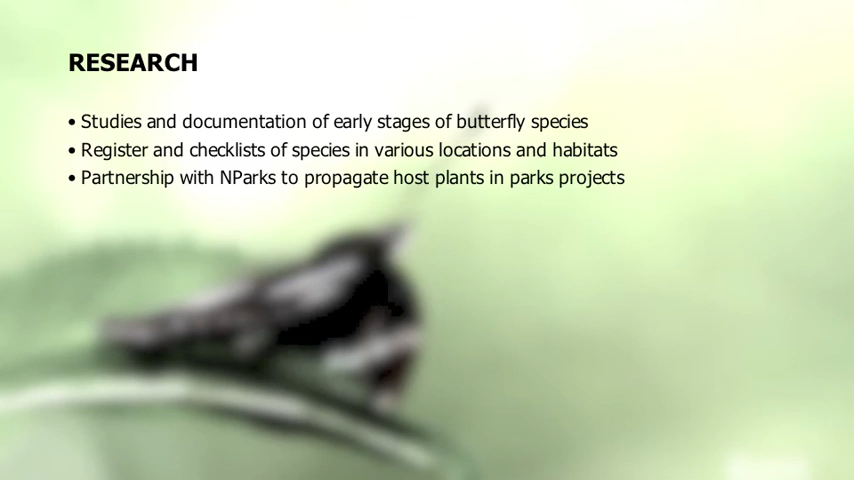 RESEARCH
• Studies and documentation of early stages of butterfly species
• Register and checklists of species in various locations and habitats
• Partnership with NParks to propagate host plants in parks projects